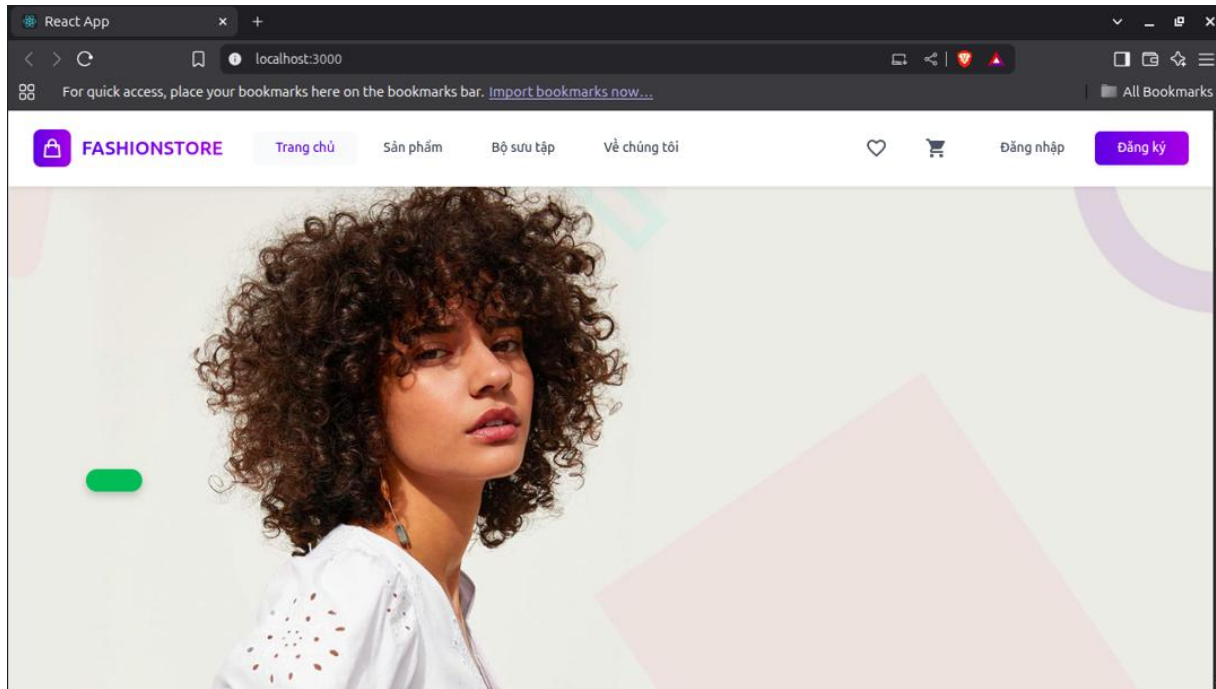 React App
localhost:3000
For quick access, place your bookmarks here on the bookmarks bar. Import bookmarks now...
All Bookmarks
FASHIONSTORE
Trang chủ
Sản phẩm
Bộ sưu tập
Về chúng tôi
Đăng nhập
Đăng ký